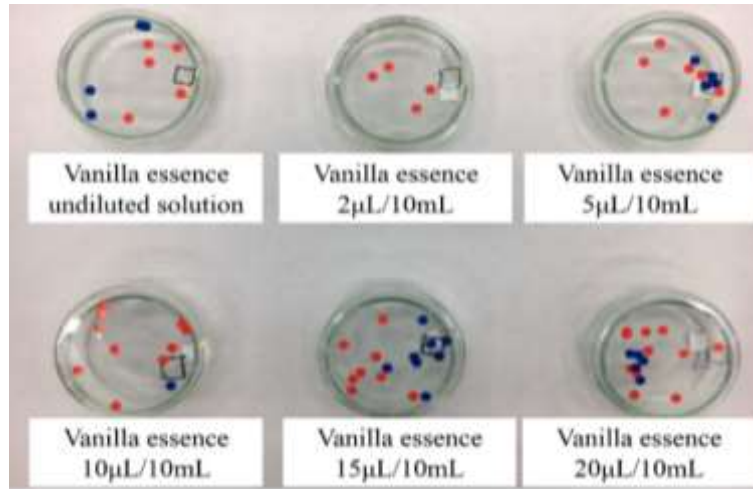 Vanilla essence
undiluted solution
Vanilla essence
2μL/10mL
Vanilla essence
5μL/10mL
Vanilla essence
10μL/10mL
Vanilla essence
15μL/10mL
Vanilla essence
20μL/10mL